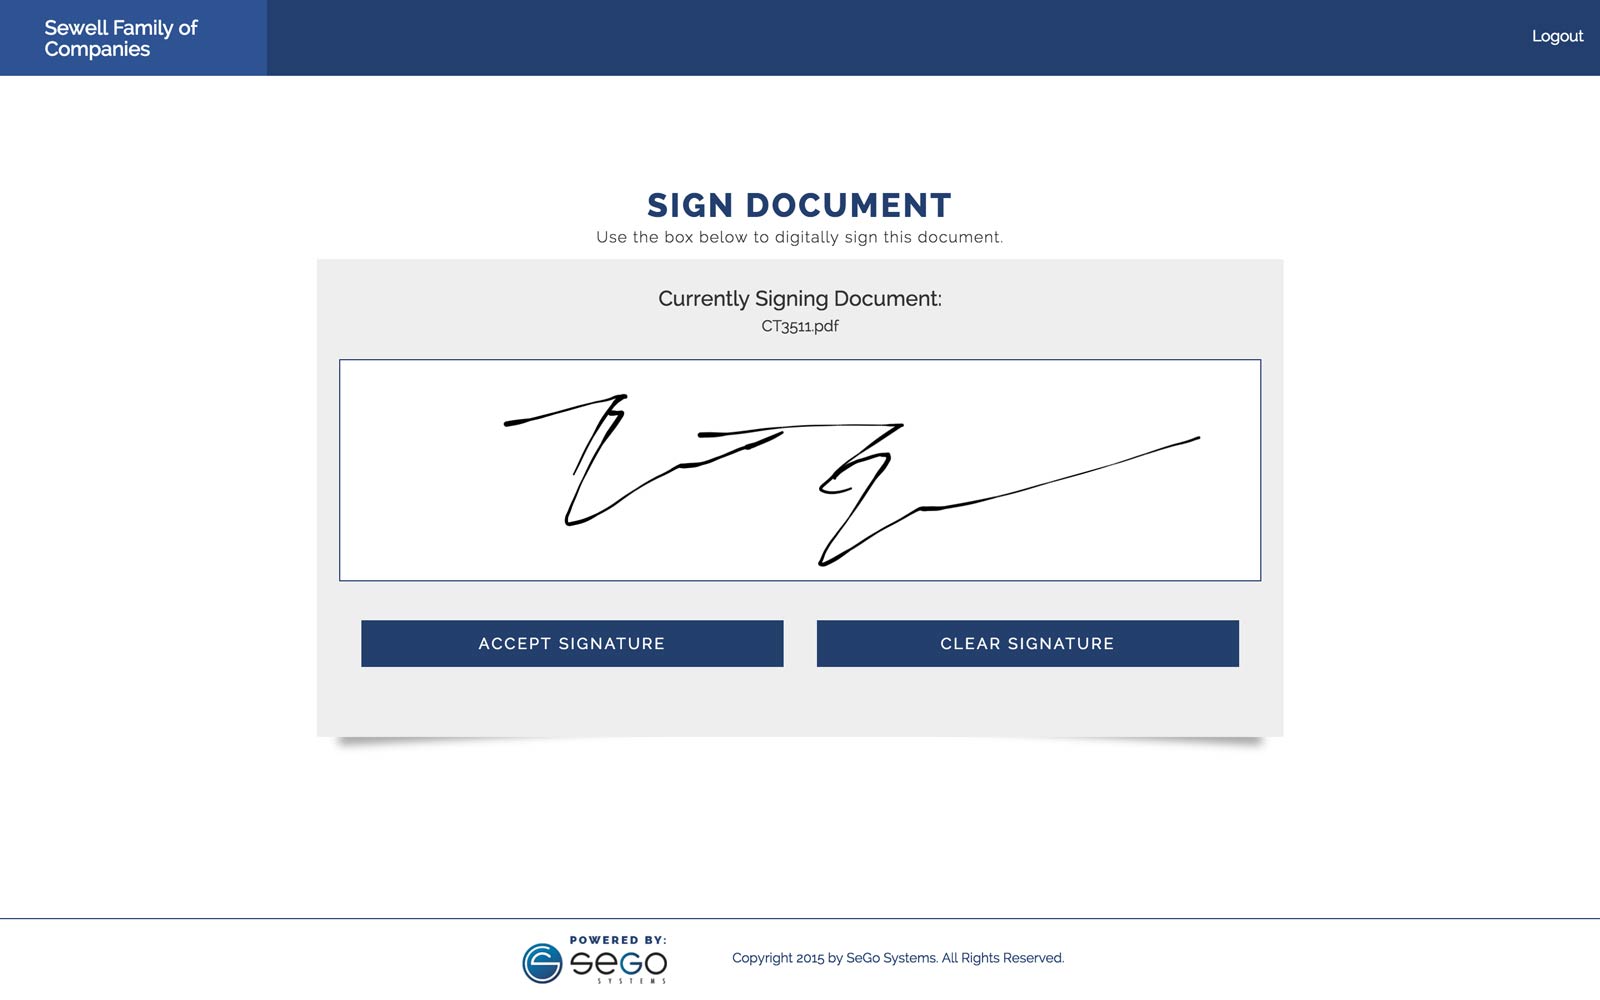 Sewell Family of
Companies
Logout
SIGN DOCUMENT
Use the box below to digitally sign this document.
Currently Signing Document:
CT3511.pdf
ACCEPT SIGNATURE
CLEAR SIGNATURE
POWERED BY:
seGo
SYSTEMS
Copyright 2015 by SeGo Systems. All Rights Reserved.